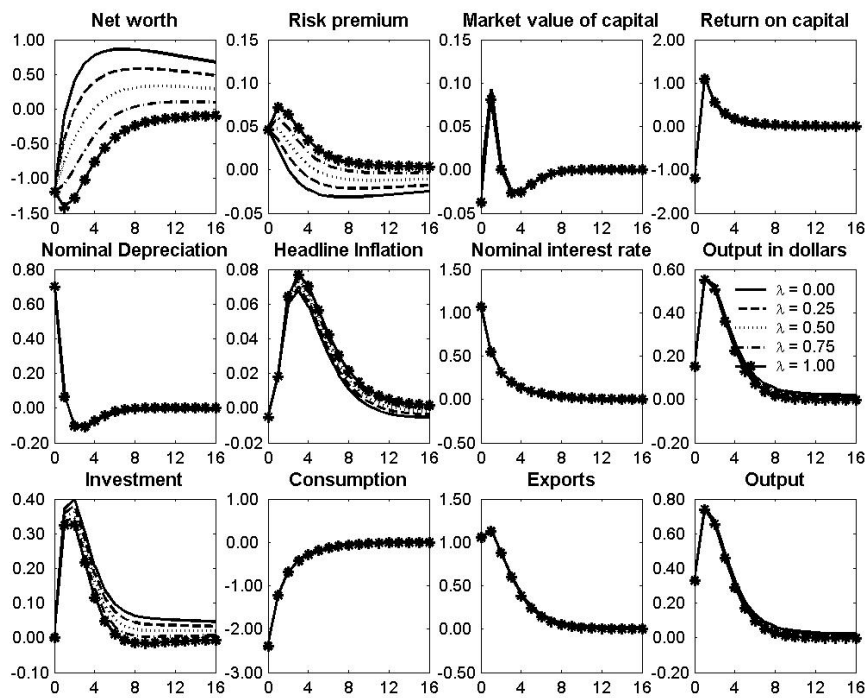 Net worth Risk premium Market value of capital Return on capital
1.00 0.15 0.15 2.00
0.50 0.10 0.10 1.00
0.00 0.05 0.05 0.00
-0.50 0.00 0.00 -1.00
-1.00 -0.05 -0.05 -2.00
-1.50
0 4 8 12 16 0 4 8 12 16 0 4 8 12 16 0 4 8 12 16
Nominal Depreciation Headline Inflation Nominal interest rate Output in dollars
0.80 0.08 1.50 0.60
0.60 0.06 1.00 0.40
0.40 0.04 0.50 0.20
0.20 0.02 0.00 0.00
0.00 0.00 -0.50 -0.20
-0.20 -0.02
λ = 0.00
λ = 0.25
λ = 0.50
λ = 0.75
λ = 1.00
0 4 8 12 16 0 4 8 12 16 0 4 8 12 16 0 4 8 12 16
Investment Consumption Exports Output
0.40 1.00 1.50 0.80
0.30 0.00 1.00 0.60
0.20 -1.00 0.50 0.40
0.10 -2.00 0.00 0.20
0.00 -3.00 -0.50 0.00
-0.10 -0.20
0 4 8 12 16 0 4 8 12 16 0 4 8 12 16 0 4 8 12 16